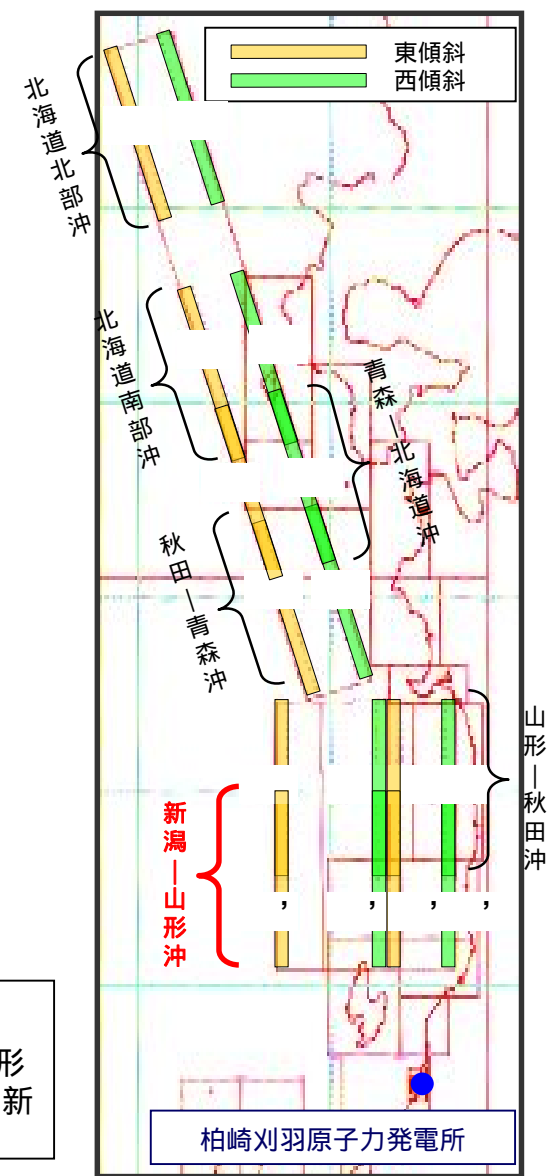 東傾斜
西傾斜
北海道北部沖
北海道南部沖
青森―北海道沖
秋田―青森沖
山形―秋田沖
新潟―山形沖
, , , ,
形
新
柏崎刈羽原子力発電所